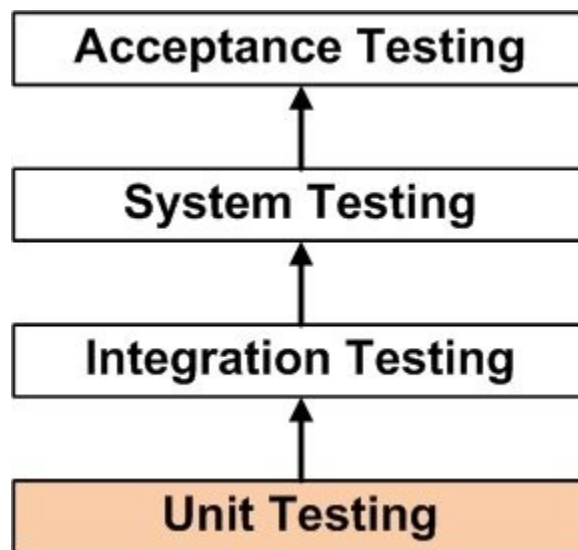 Acceptance Testing
System Testing
Integration Testing
Unit Testing